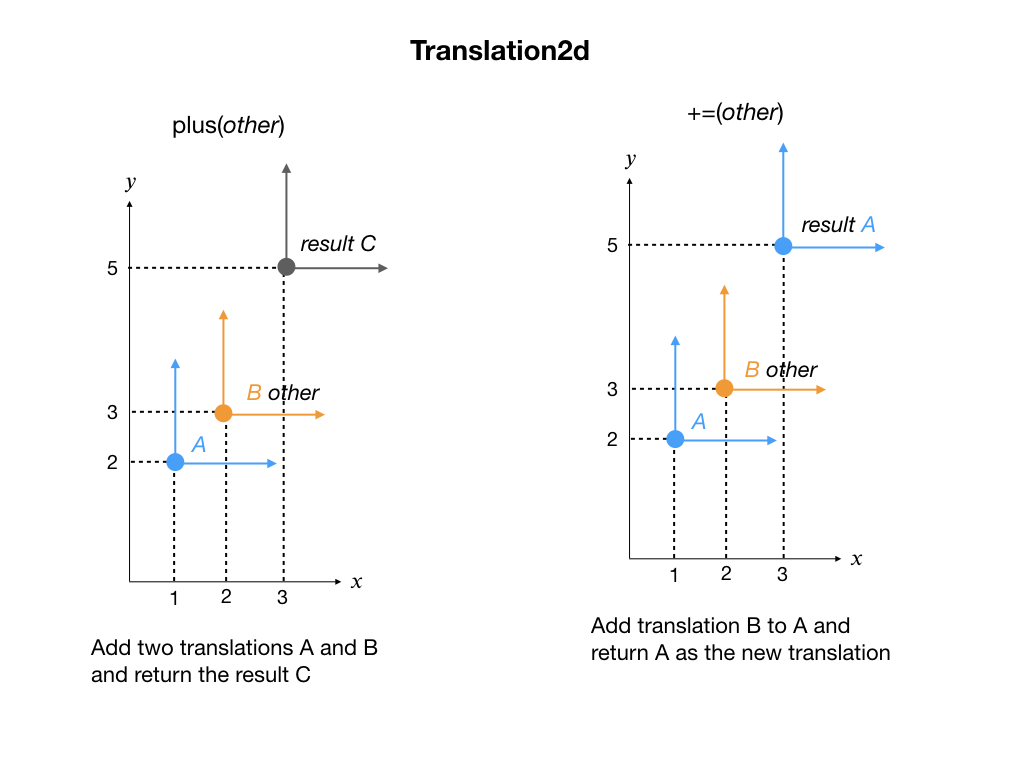 Translation2d
plus(other)
y
5
result C
B other
3
A
2
x
1 2 3
Add two translations A and B
and return the result C
+=(other)
y
result A
5
B other
3
A
2
x
1 2 3
Add translation B to A and
return A as the new translation